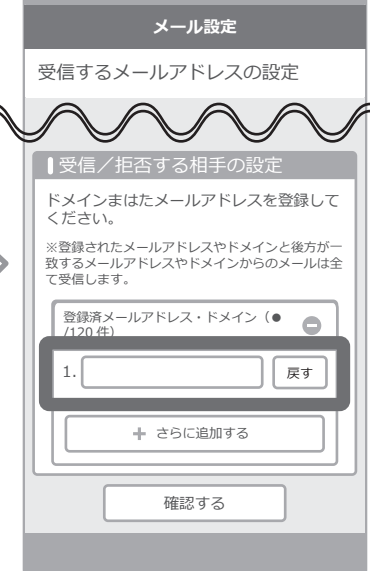 メール設定
受信するメールアドレスの設定
受信／拒否する相手の設定
ドメインまはたメールアドレスを登録して
ください。
※登録されたメールアドレスやドメインと後方が一
致するメールアドレスやドメインからのメールは全
て受信します。
登録済メールアドレス・ドメイン（●
/120 件）
1. 戻す
＋ さらに追加する
確認する